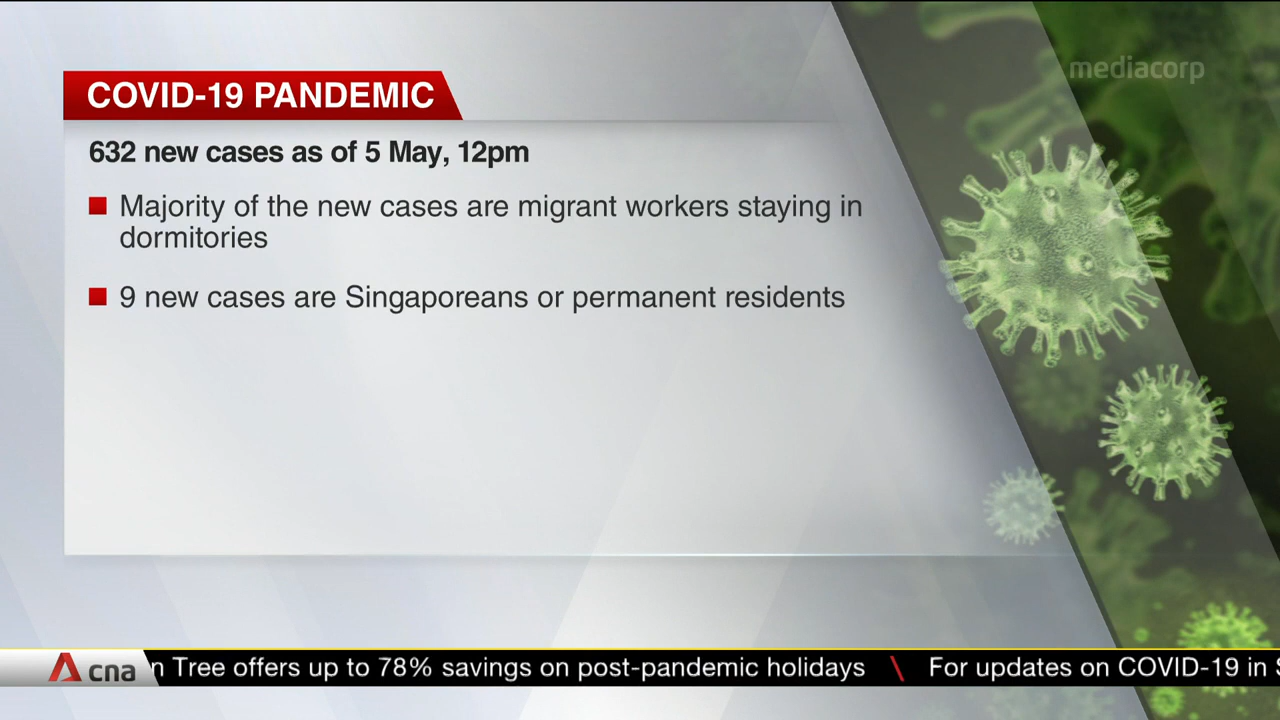 mediacorp
COVID-19 PANDEMIC
632 new cases as of 5 May, 12pm
Majority of the new cases are migrant workers staying in
dormitories
9 new cases are Singaporeans or permanent residents
cna
n Tree offers up to 78% savings on post-pandemic holidays \ For updates on COVID-19 in S